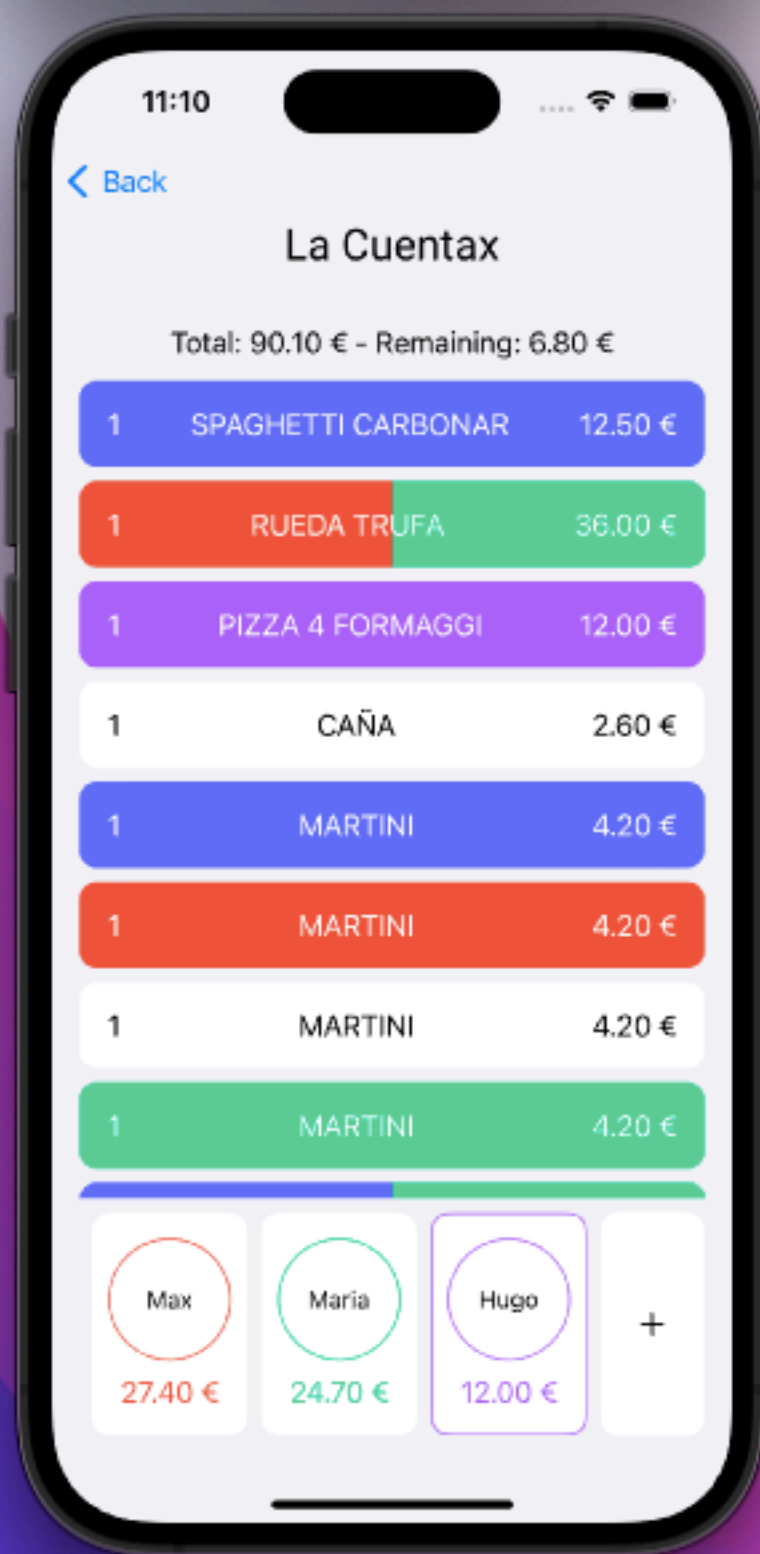 11:10
Back
La Cuentax
Total: 90.10 € - Remaining: 6.80 €
1 SPAGHETTI CARBONAR 12.50 €
1 RUEDA TRUFA 36.00 €
1 PIZZA 4 FORMAGGI 12.00 €
1 CAÑA 2.60 €
1 MARTINI 4.20 €
1 MARTINI 4.20 €
1 MARTINI 4.20 €
1 MARTINI 4.20 €
Max Maria Hugo +
27.40 € 24.70 € 12.00 €